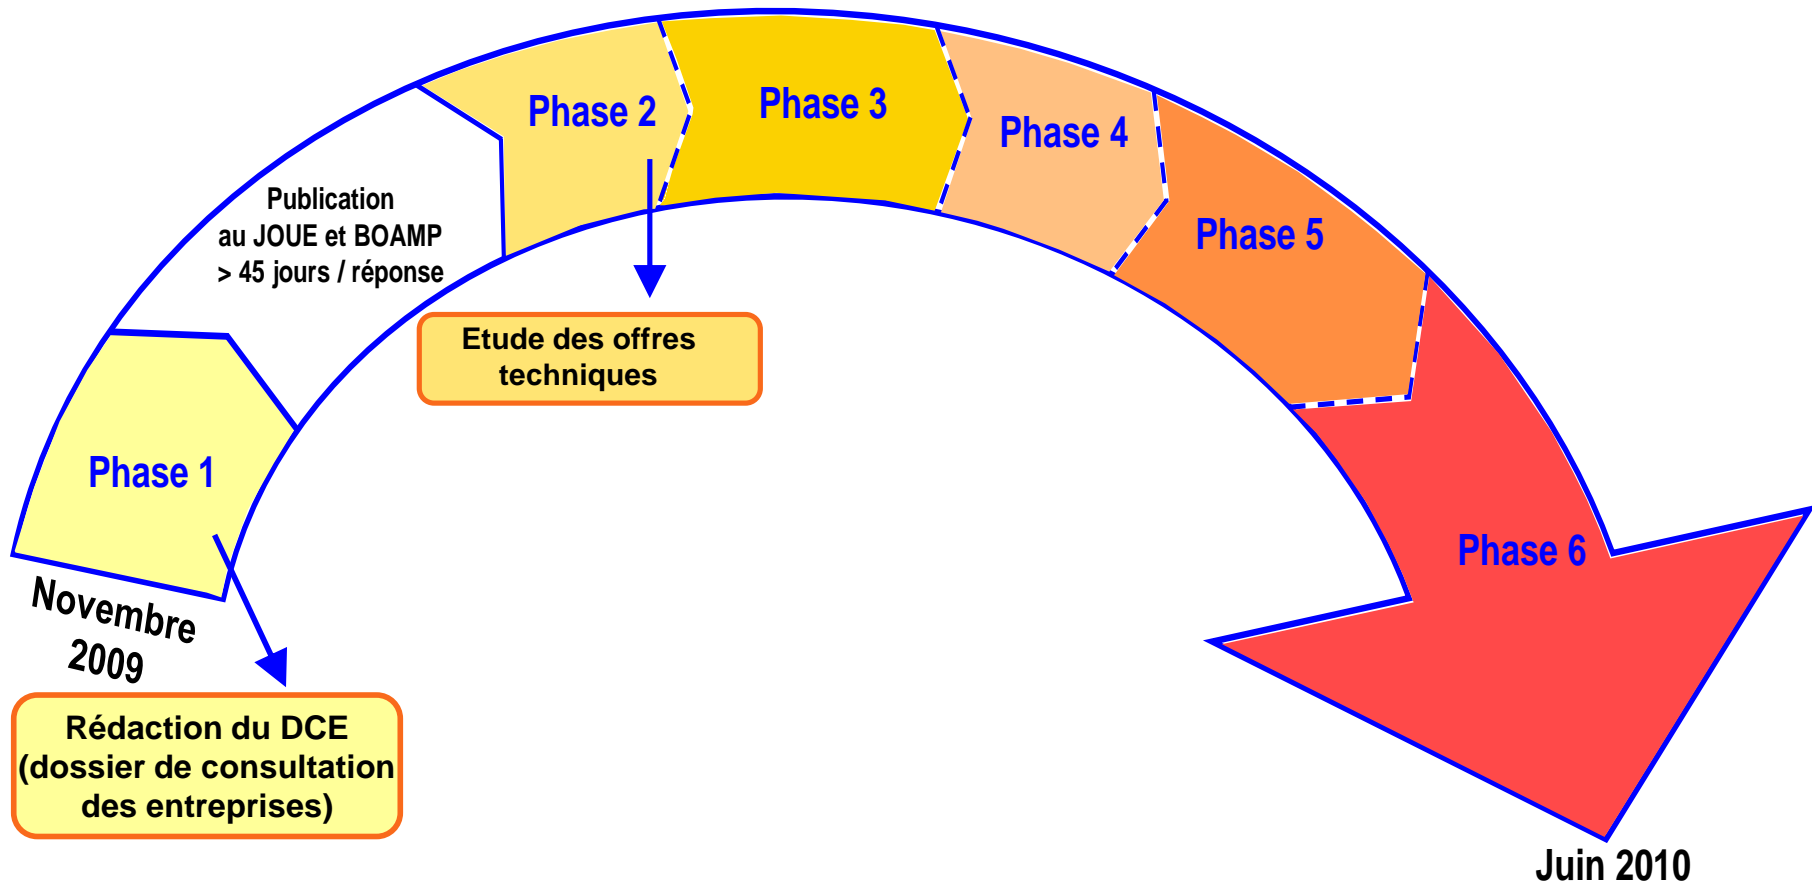 Phase 1
Novembre
2009
Rédaction du DCE
(dossier de consultation
des entreprises)
Publication
au JOUE et BOAMP
> 45 jours / réponse
Phase 2
Etude des offres
techniques
Phase 3
Phase 4
Phase 5
Phase 6
Juin 2010